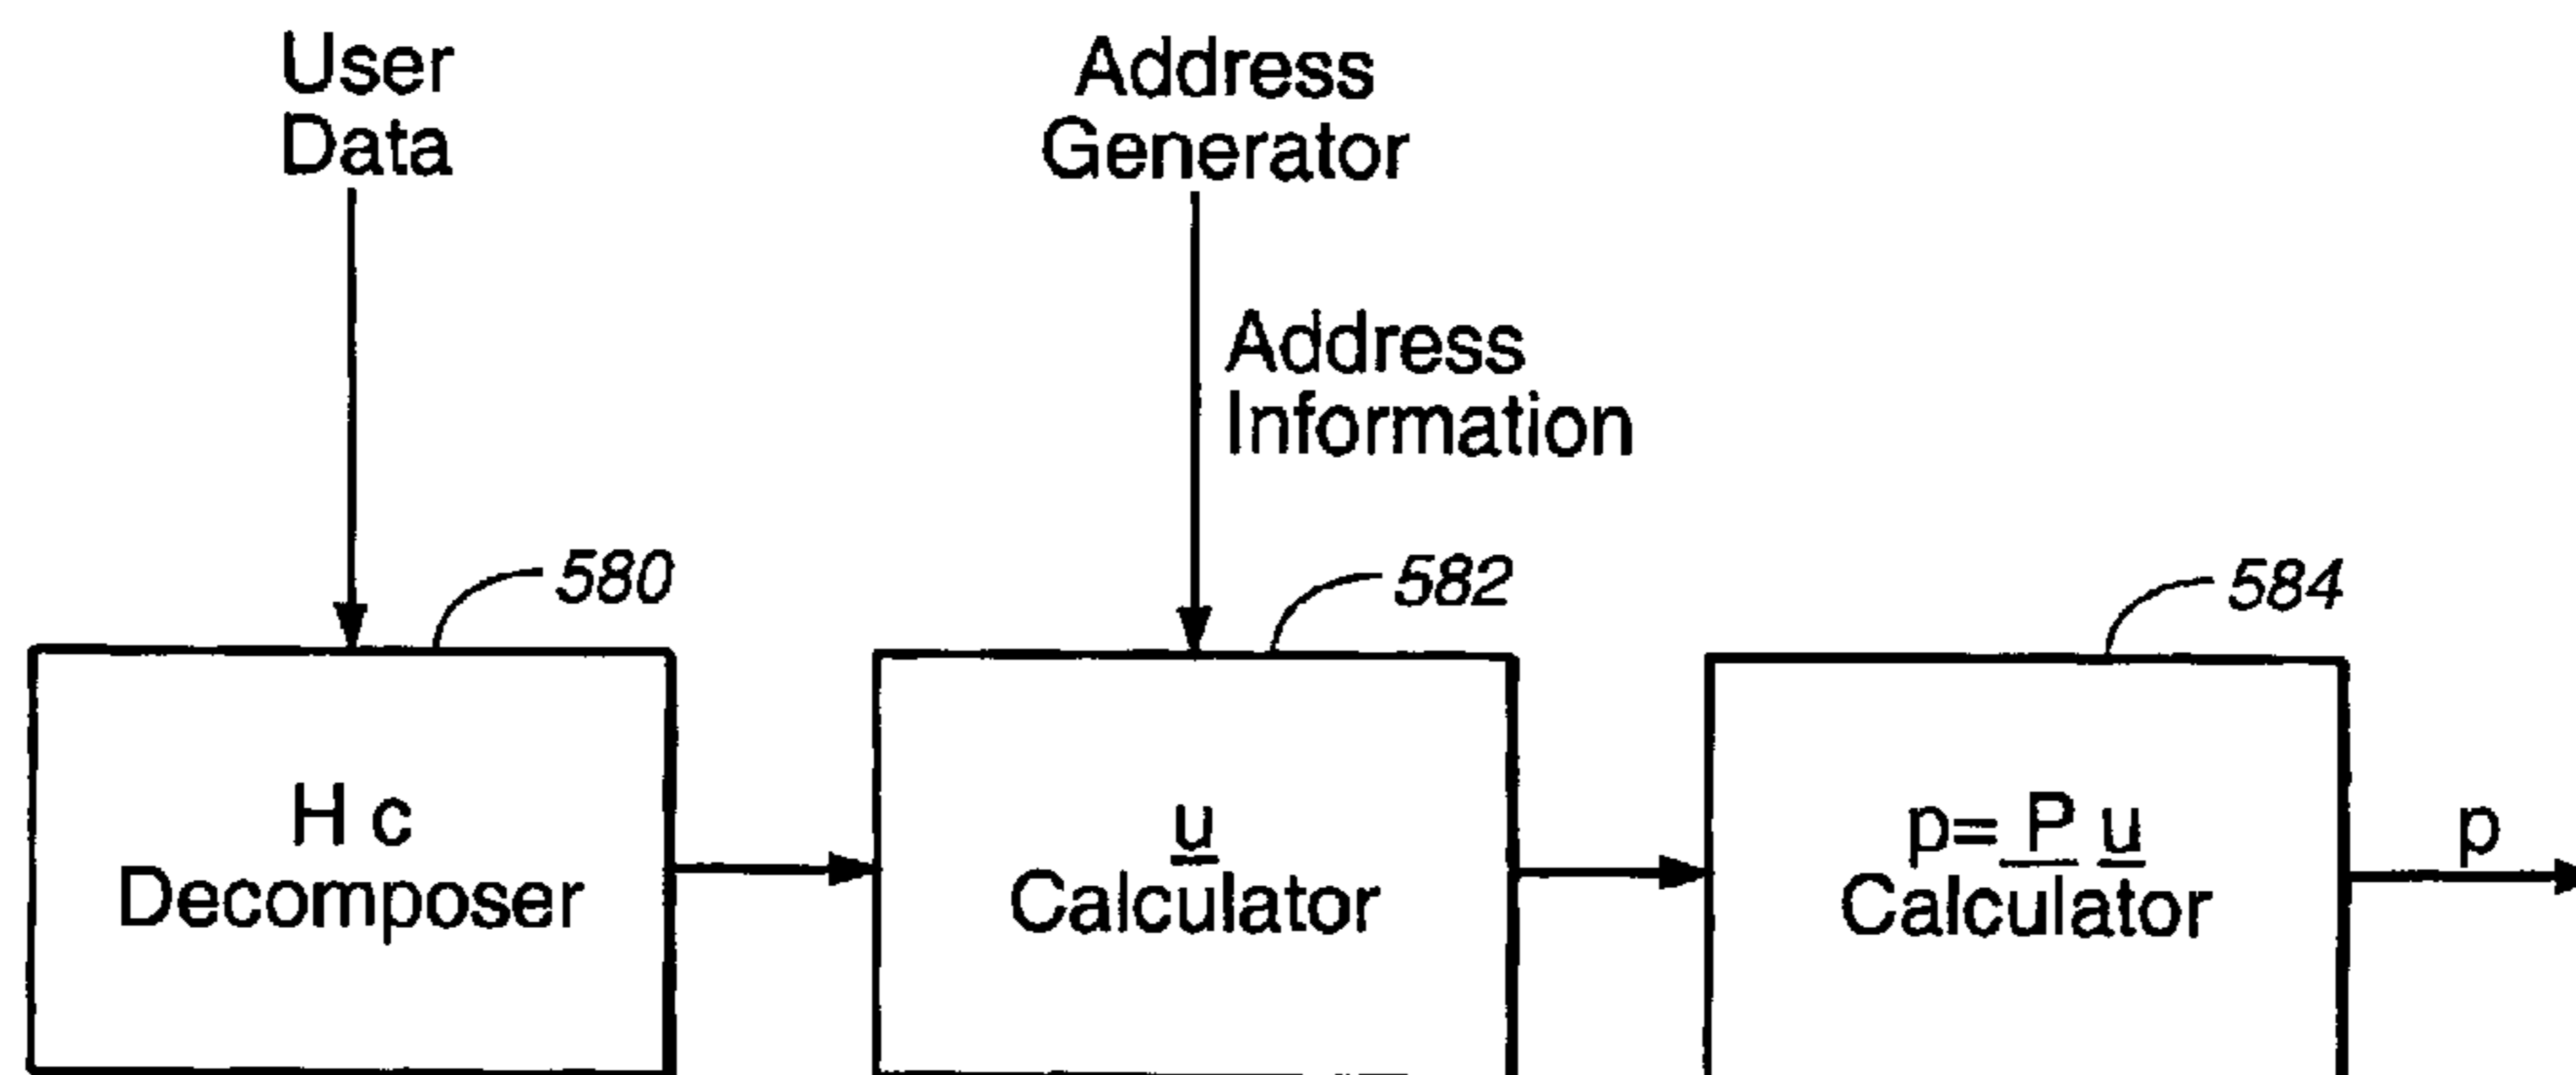 User
Data
Address
Generator
Address
Information
580
582
584
H c
Decomposer
u
Calculator
p= P u
Calculator
p